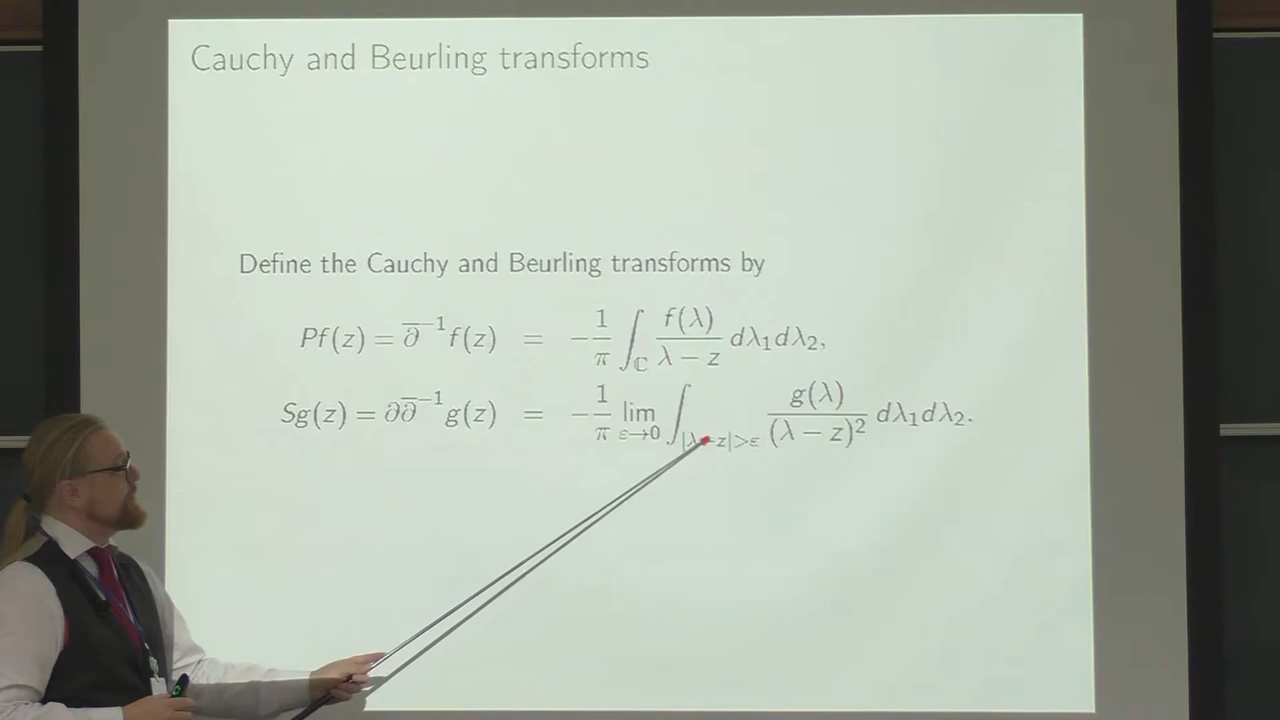 Cauchy and Beurling transforms
Define the Cauchy and Beurling transforms by
Pf(z) = ∂̄⁻¹f(z) = −(1/π) ∫_ℂ f(λ)/(λ − z) dλ₁dλ₂,
Sg(z) = ∂∂̄⁻¹g(z) = −(1/π) lim_{ε→0} ∫_{|λ−z|>ε} g(λ)/(λ − z)² dλ₁dλ₂.